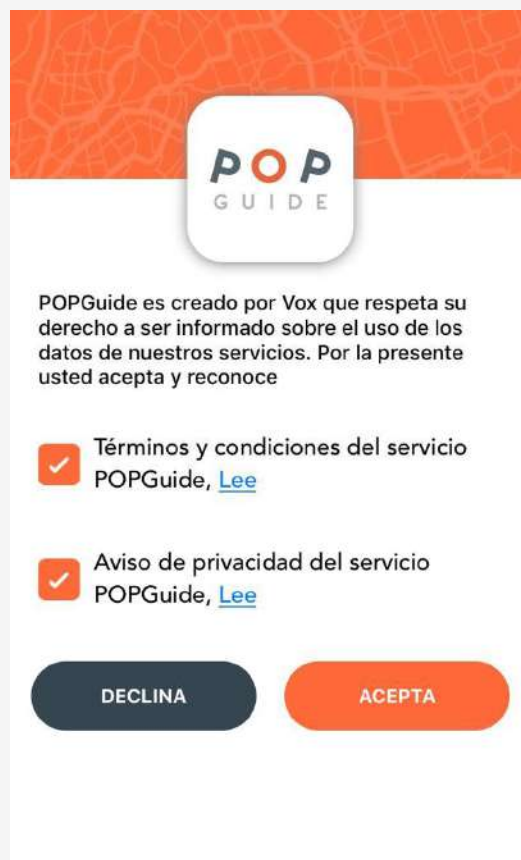 POP
GUIDE
POPGuide es creado por Vox que respeta su
derecho a ser informado sobre el uso de los
datos de nuestros servicios. Por la presente
usted acepta y reconoce
Términos y condiciones del servicio
POPGuide, Lee
Aviso de privacidad del servicio
POPGuide, Lee
DECLINA
ACEPTA